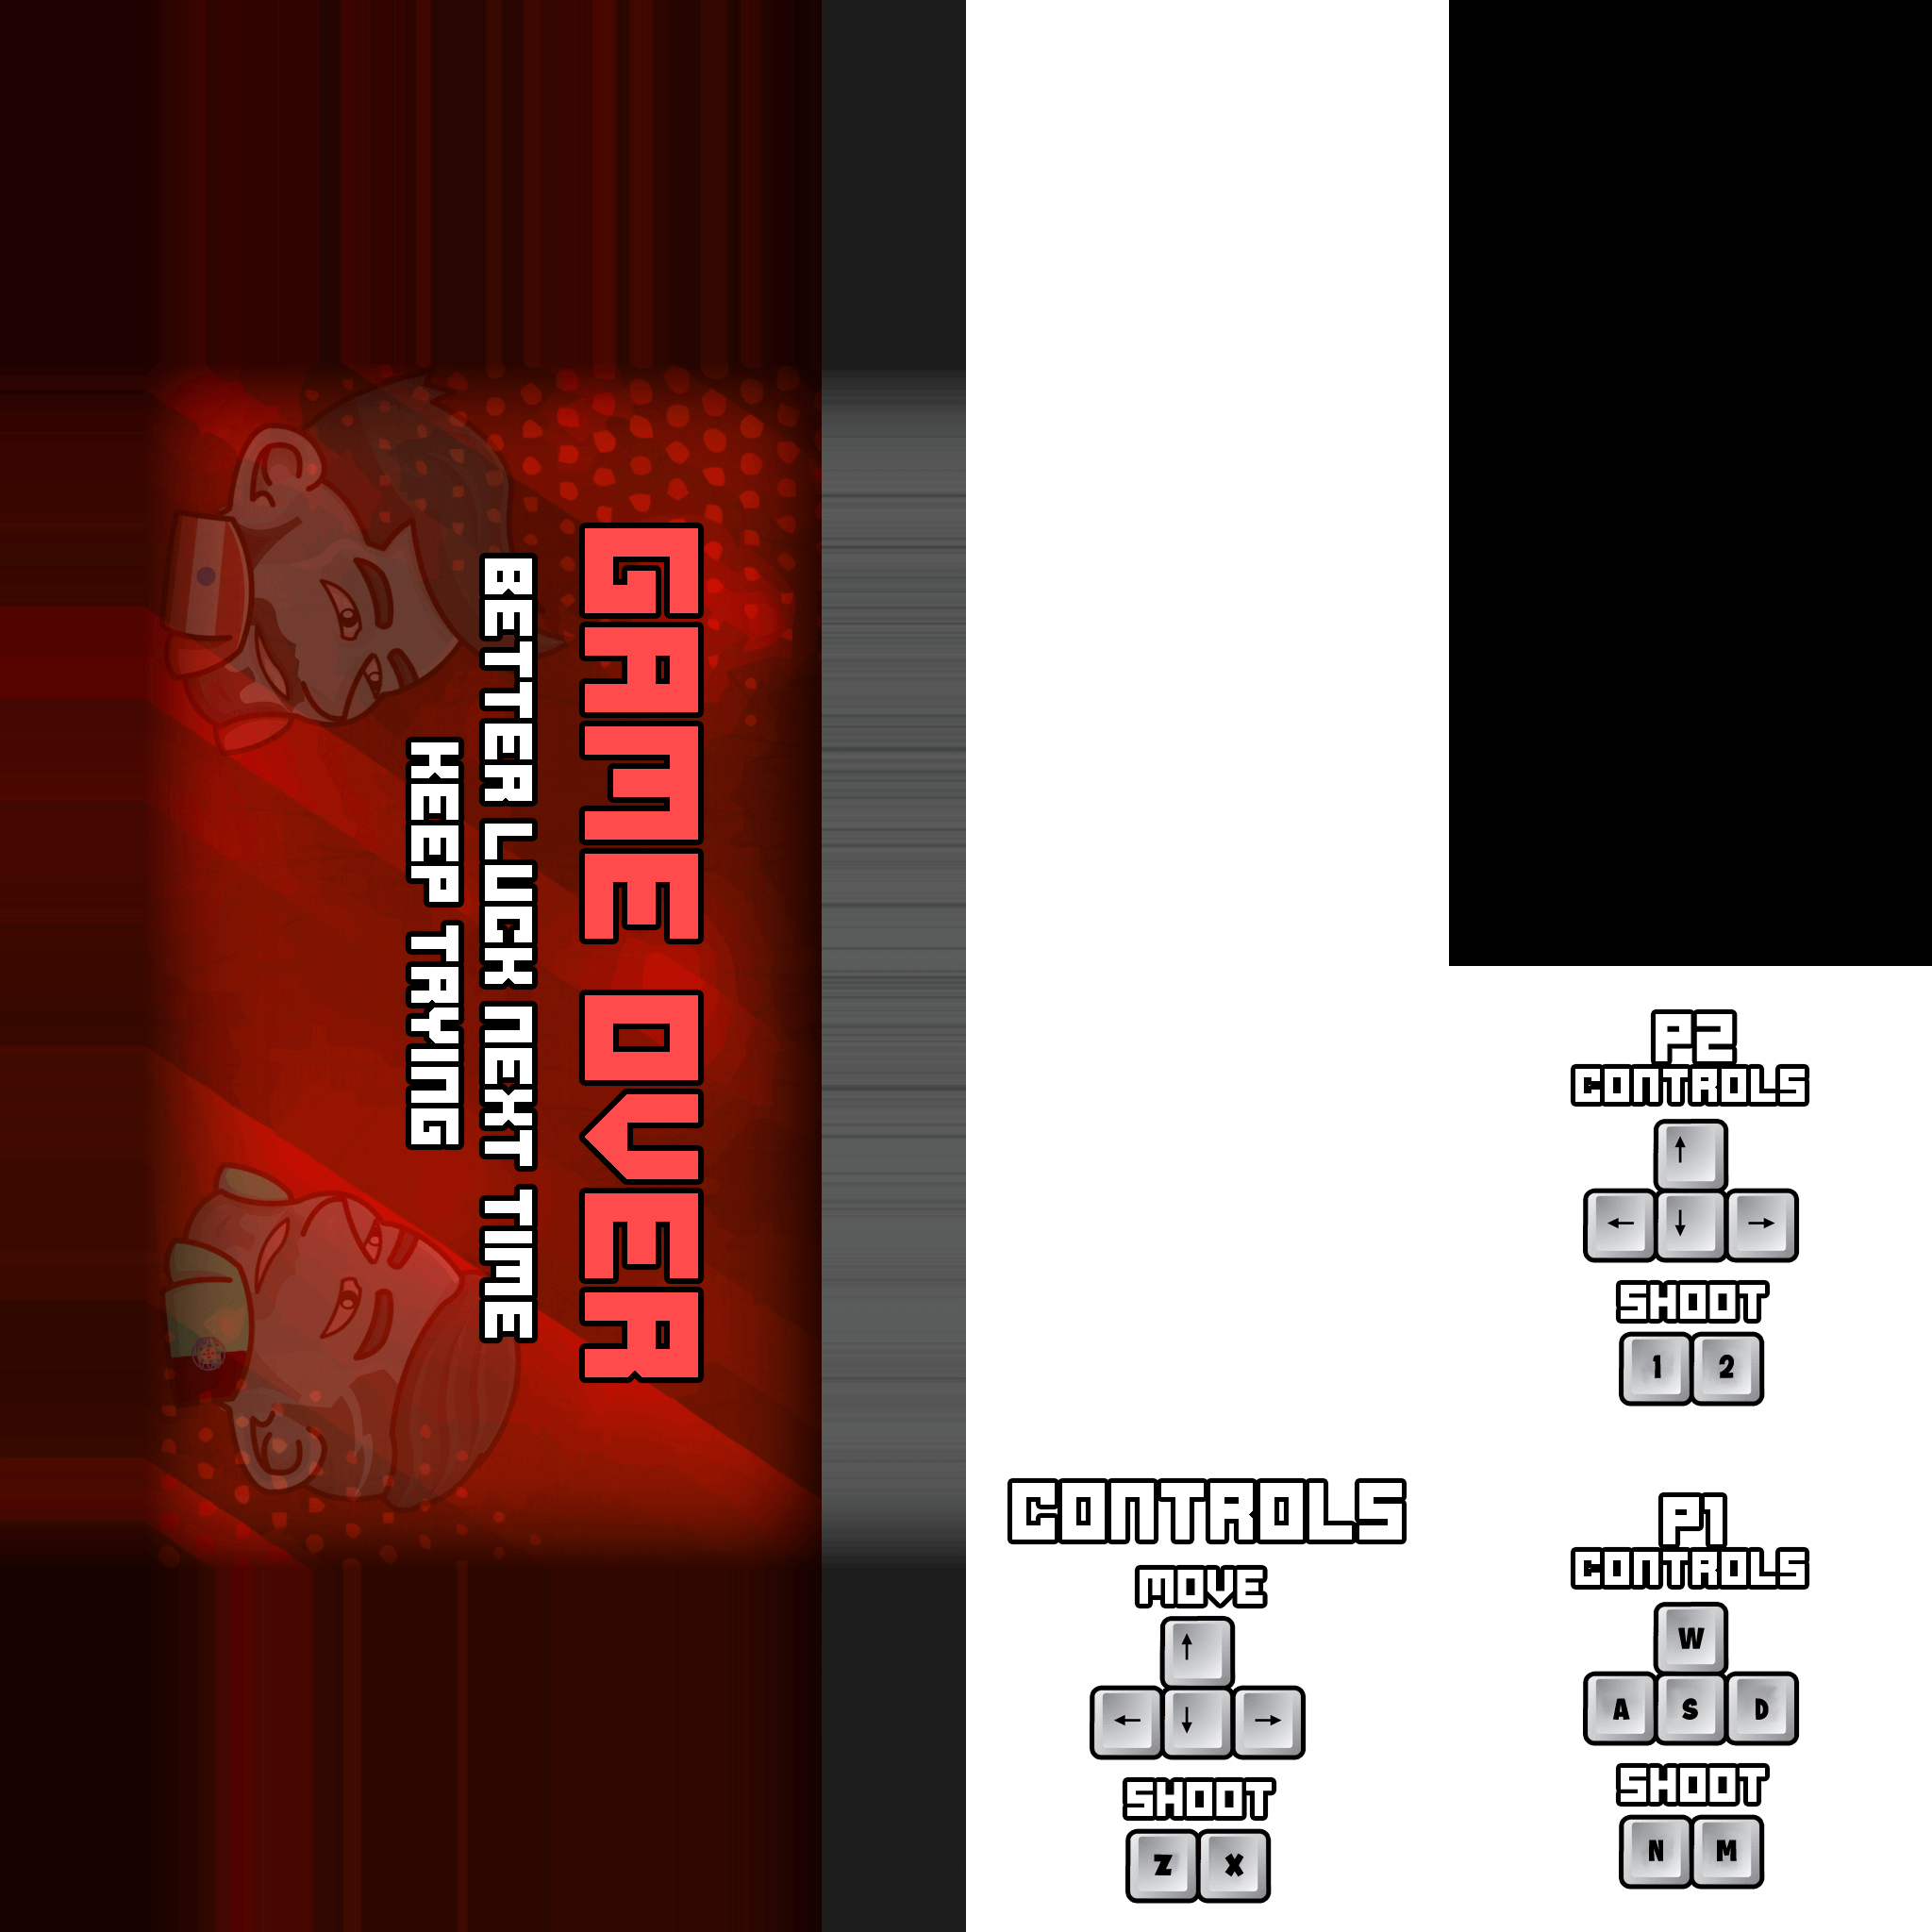 GAME OVER
BETTER LUCK NEXT TIME
KEEP TRYING
P2
CONTROLS
↑
← ↓ →
SHOOT
1 2
CONTROLS
MOVE
↑
← ↓ →
SHOOT
Z X
P1
CONTROLS
W
A S D
SHOOT
N M